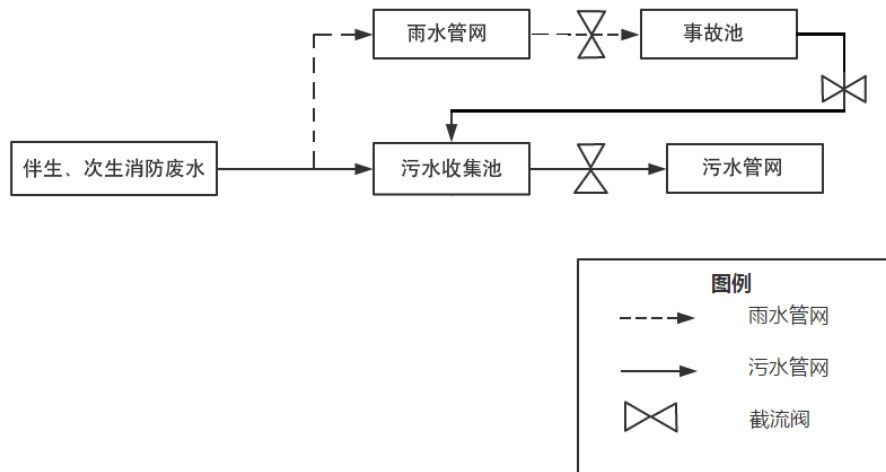 雨水管网
事故池
伴生、次生消防废水
污水收集池
污水管网
图例
雨水管网
污水管网
截流阀